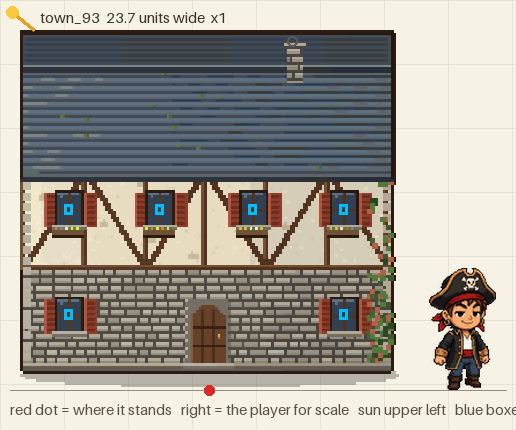 town_93 23.7 units wide x1
red dot = where it stands right = the player for scale sun upper left blue boxe